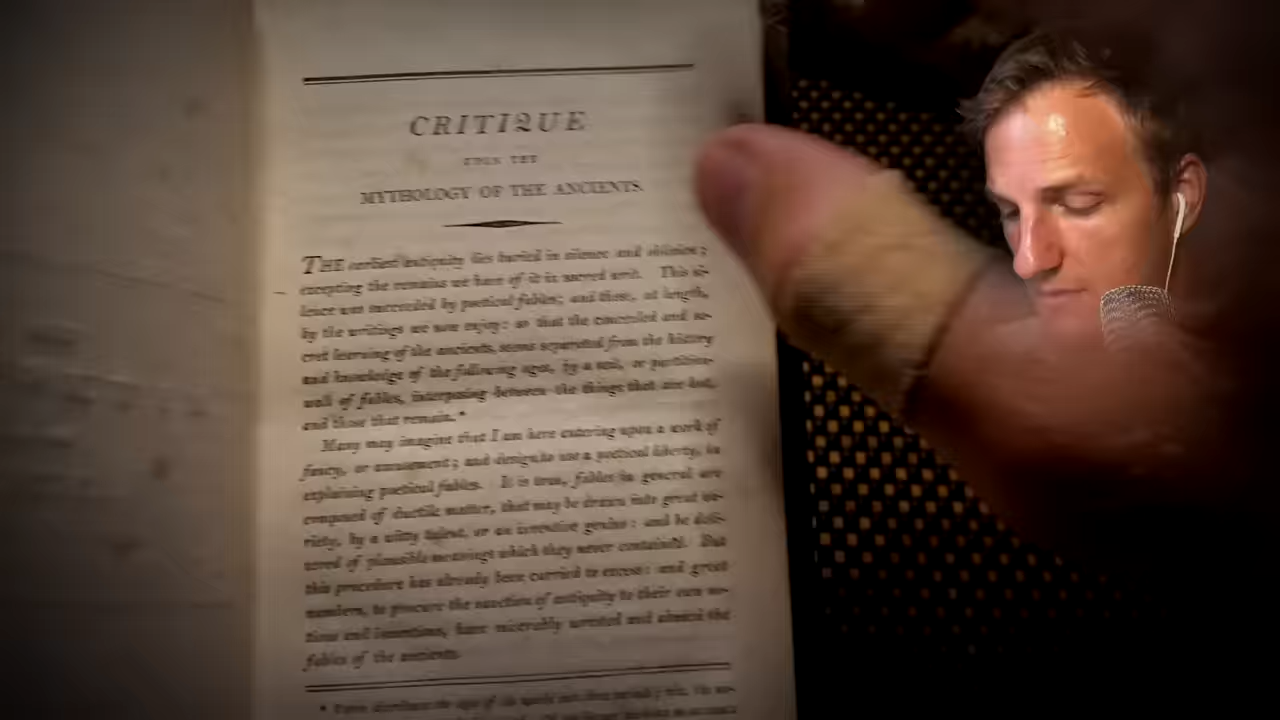 CRITIQUE
UPON THE
MYTHOLOGY OF THE ANCIENTS.
THE earliest antiquity lies buried in silence and oblivion;
excepting the remains we have of it in sacred writ. This si-
lence was succeeded by poetical fables; and these, at length,
by the writings we now enjoy: so that the concealed and se-
cret learning of the ancients, seems separated from the history
and knowledge of the following ages, by a veil, or partition-
wall of fables, interposing between the things that are lost,
and those that remain.*
Many may imagine that I am here entering upon a work of
fancy, or amusement; and design to use a poetical liberty, in
explaining poetical fables. It is true, fables in general are
composed of ductile matter, that may be drawn into great va-
riety, by a witty talent, or an inventive genius: and be deli-
vered of plausible meanings which they never contained. But
this procedure has already been carried to excess: and great
numbers, to procure the sanction of antiquity to their own no-
tions and inventions, have miserably wrested and abused the
fables of the ancients.